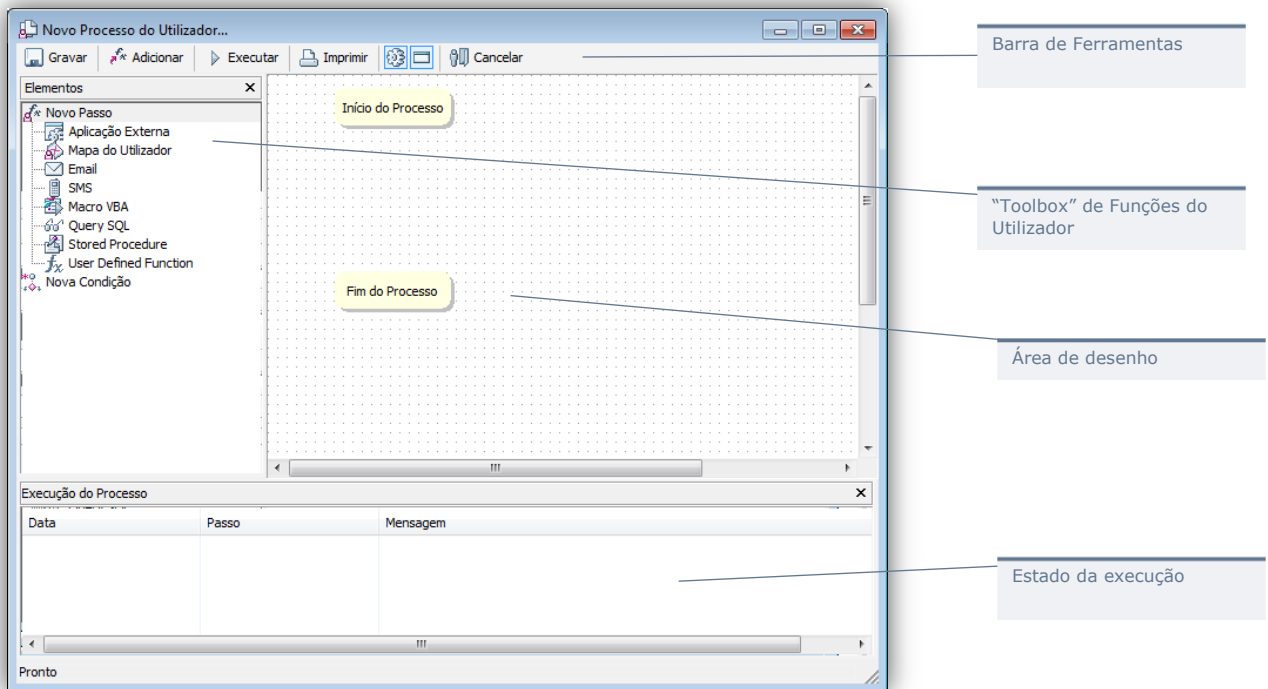 Novo Processo do Utilizador...
Gravar Adicionar Executar Imprimir Cancelar
Barra de Ferramentas
Elementos
Novo Passo
Aplicação Externa
Mapa do Utilizador
Email
SMS
Macro VBA
Query SQL
Stored Procedure
User Defined Function
Nova Condição
Início do Processo
Fim do Processo
“Toolbox” de Funções do
Utilizador
Área de desenho
Execução do Processo
Data Passo Mensagem
Estado da execução
Pronto